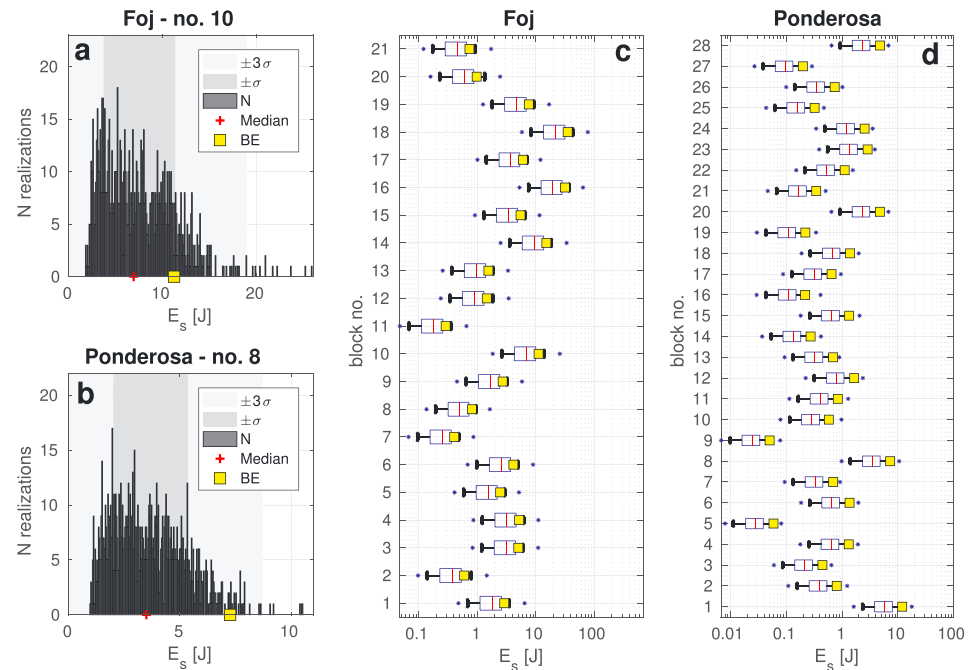 Foj - no. 10
a
±3σ
±σ
N
Median
BE
N realizations
20
15
10
5
0
0 10 20
E_s [J]
Ponderosa - no. 8
b
±3σ
±σ
N
Median
BE
N realizations
20
15
10
5
0
0 5 10
E_s [J]
Foj
c
block no.
21
20
19
18
17
16
15
14
13
12
11
10
9
8
7
6
5
4
3
2
1
0.1 1 10 100
E_s [J]
Ponderosa
d
block no.
28
27
26
25
24
23
22
21
20
19
18
17
16
15
14
13
12
11
10
9
8
7
6
5
4
3
2
1
0.01 0.1 1 10 100
E_s [J]